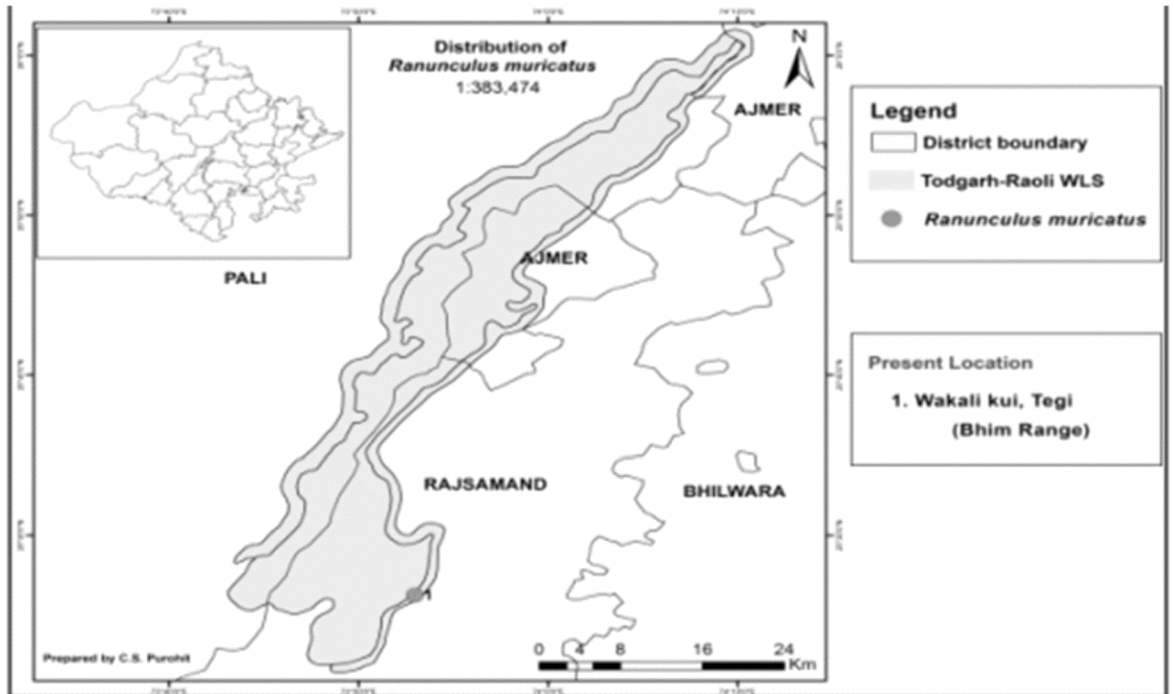 Distribution of
Ranunculus muricatus
1:383,474
N
AJMER
Legend
District boundary
Todgarh-Raoli WLS
Ranunculus muricatus
AJMER
PALI
Present Location
1. Wakali kui, Tegi
(Bhim Range)
RAJSAMAND
BHILWARA
1
Prepared by C.S. Purohit
0 4 8 16 24
Km